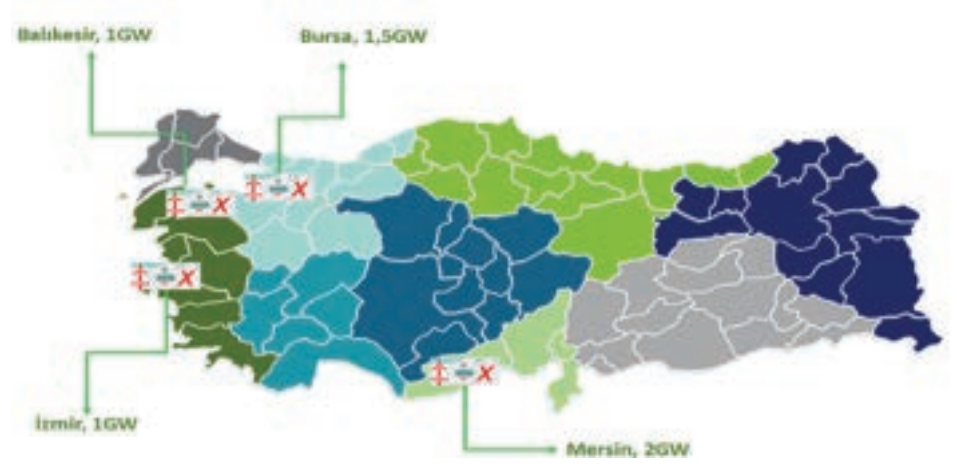 Balıkesir, 1GW
Bursa, 1,5GW
İzmir, 1GW
Mersin, 2GW